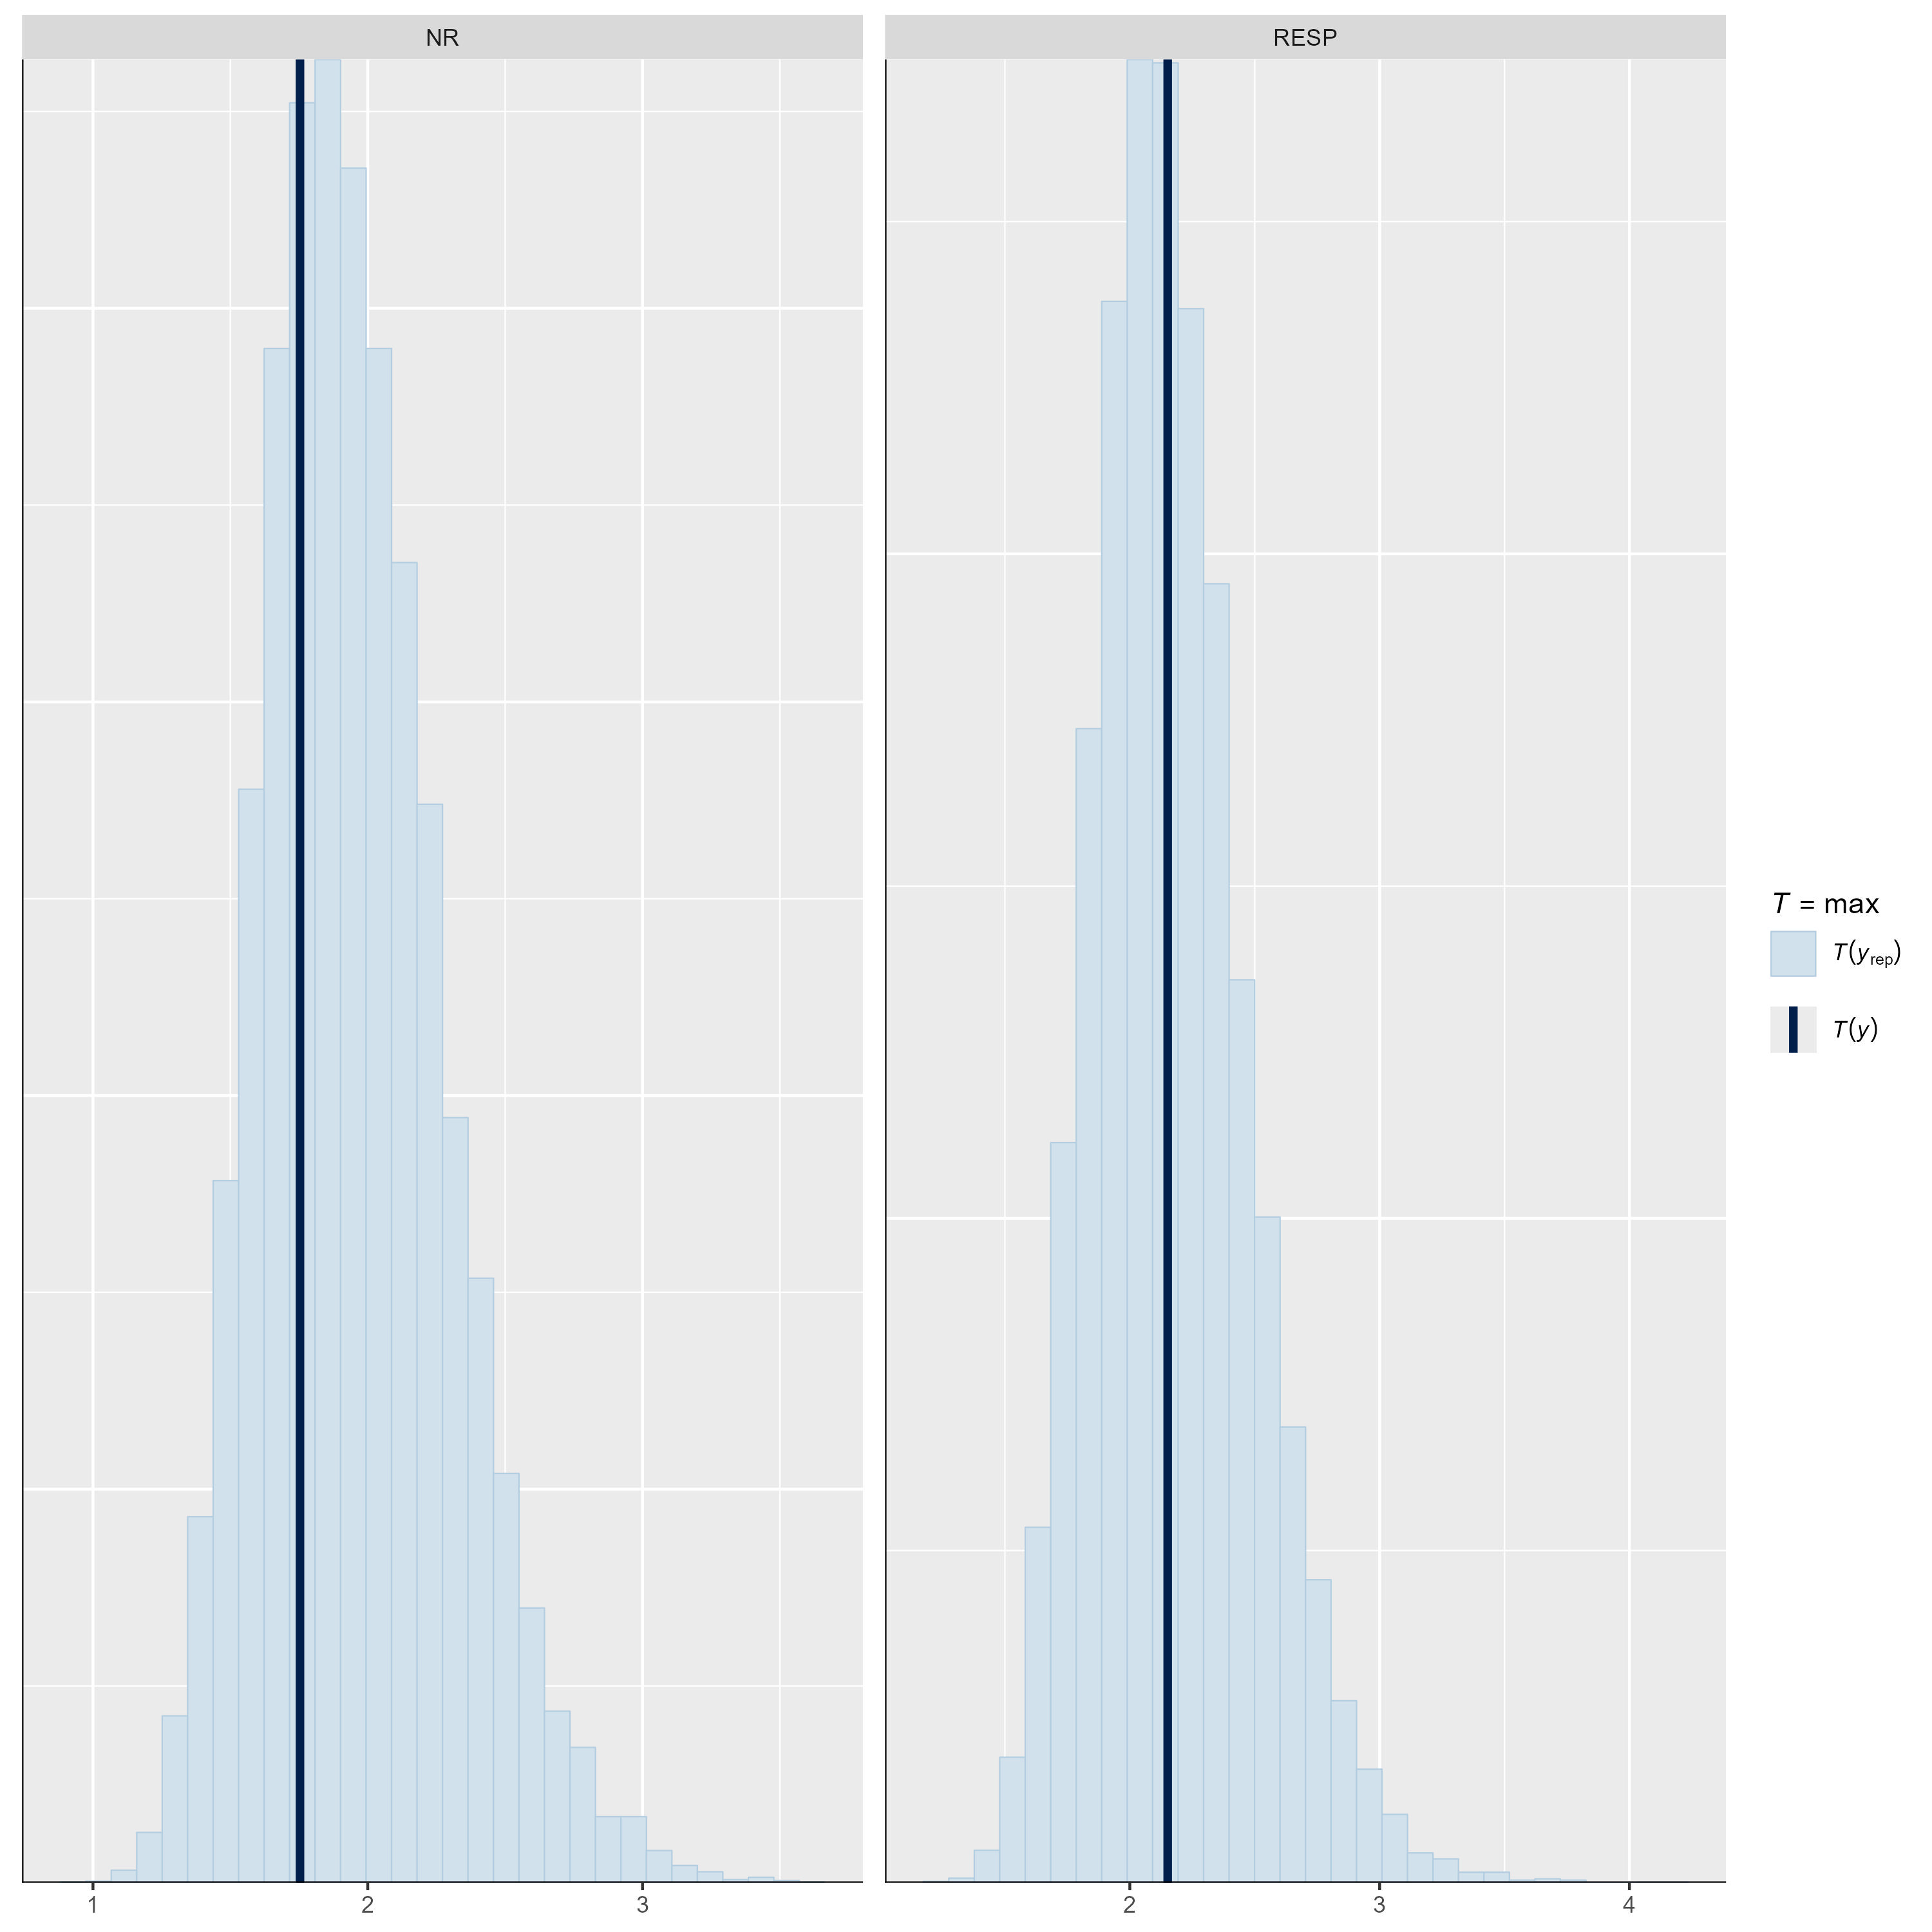 NR
RESP
1 2 3
2 3 4
T = max
T(yrep)
T(y)